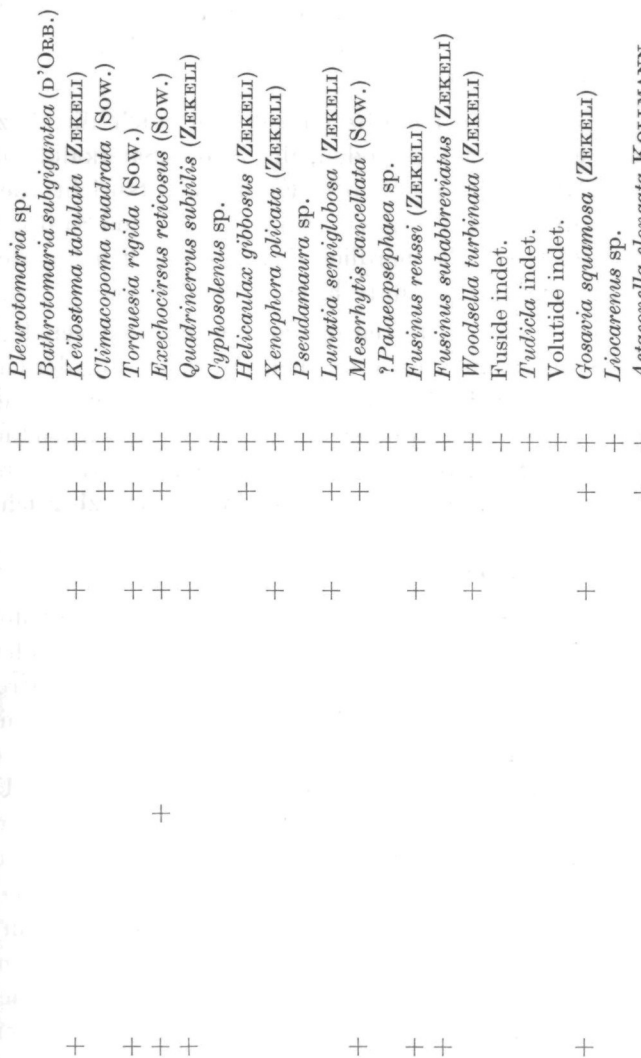 + Pleurotomaria sp.
+ Bathrotomaria subgigantea (D'ORB.)
+ + + + Keilostoma tabulata (ZEKELI)
+ + Climacopoma quadrata (SOW.)
+ + + + Torquesia rigida (SOW.)
+ + + + + Exechocirsus reticosus (SOW.)
+ + + Quadrinervus subtilis (ZEKELI)
+ Cyphosolenus sp.
+ + Helicaulax gibbosus (ZEKELI)
+ + Xenophora plicata (ZEKELI)
+ Pseudamaura sp.
+ + + Lunatia semiglobosa (ZEKELI)
+ + + Mesorhytis cancellata (SOW.)
+ ?Palaeopsephaea sp.
+ + + Fusinus reussi (ZEKELI)
+ + Fusinus subabbreviatus (ZEKELI)
+ + Woodsella turbinata (ZEKELI)
+ Fuside indet.
+ Tudicla indet.
+ Volutide indet.
+ + + + Gosavia squamosa (ZEKELI)
+ Liocarenus sp.
+ +